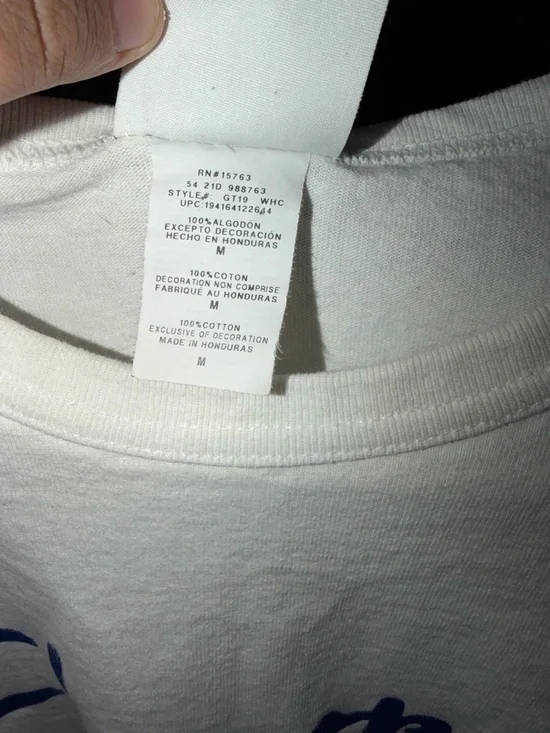 RN#15763
54 21D 988763
STYLE#: GT19 WHC
UPC:194164122644
100%ALGODÓN
EXCEPTO DECORACIÓN
HECHO EN HONDURAS
M
100%COTON
DECORATION NON COMPRISE
FABRIQUÉ AU HONDURAS
M
100%COTTON
EXCLUSIVE OF DECORATION
MADE IN HONDURAS
M